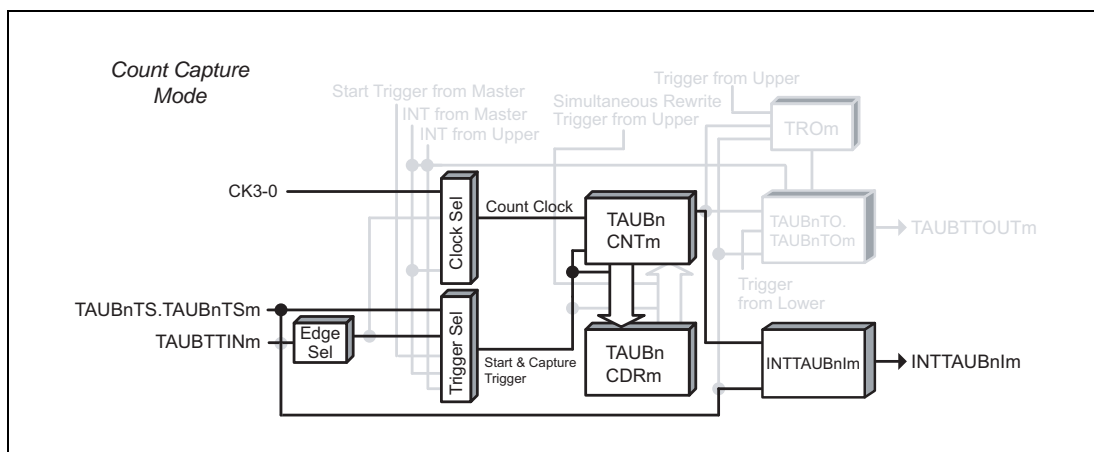 Count Capture
Mode
Start Trigger from Master
INT from Master
INT from Upper
Simultaneous Rewrite
Trigger from Upper
Trigger from Upper
TROm
CK3-0
Clock Sel
Count Clock
TAUBn
CNTm
TAUBnTO.
TAUBnTOm
TAUBTTOUTm
Trigger
from Lower
TAUBnTS.TAUBnTSm
TAUBTTINm
Edge
Sel
Trigger Sel
Start & Capture
Trigger
TAUBn
CDRm
INTTAUBnIm
INTTAUBnIm